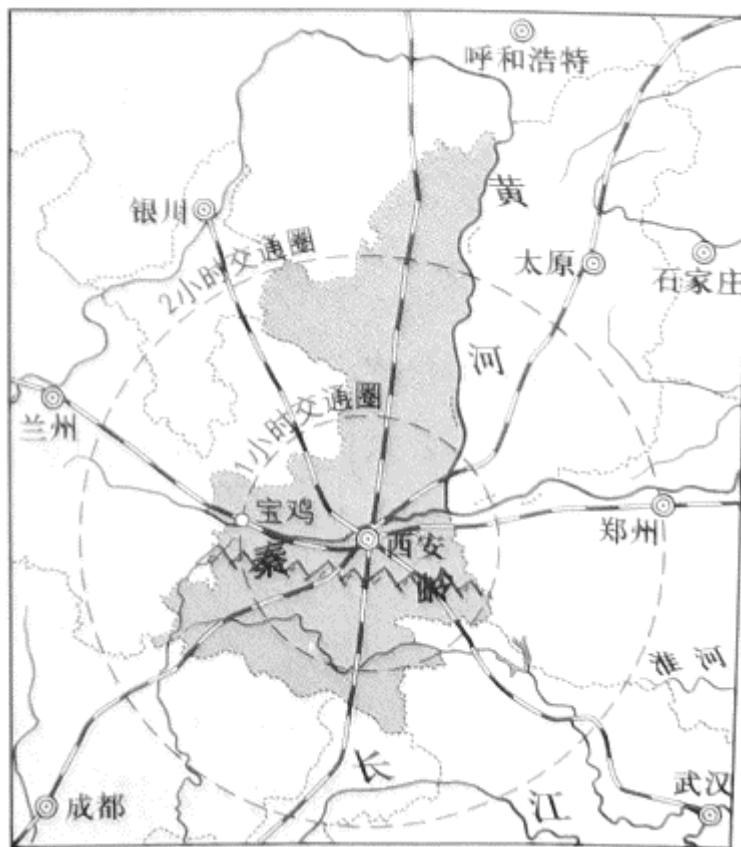 呼和浩特
黄
银川
太原
石家庄
2小时交通圈
河
兰州
1小时交通圈
宝鸡
郑州
秦
西安
岭
淮河
长
江
武汉
成都